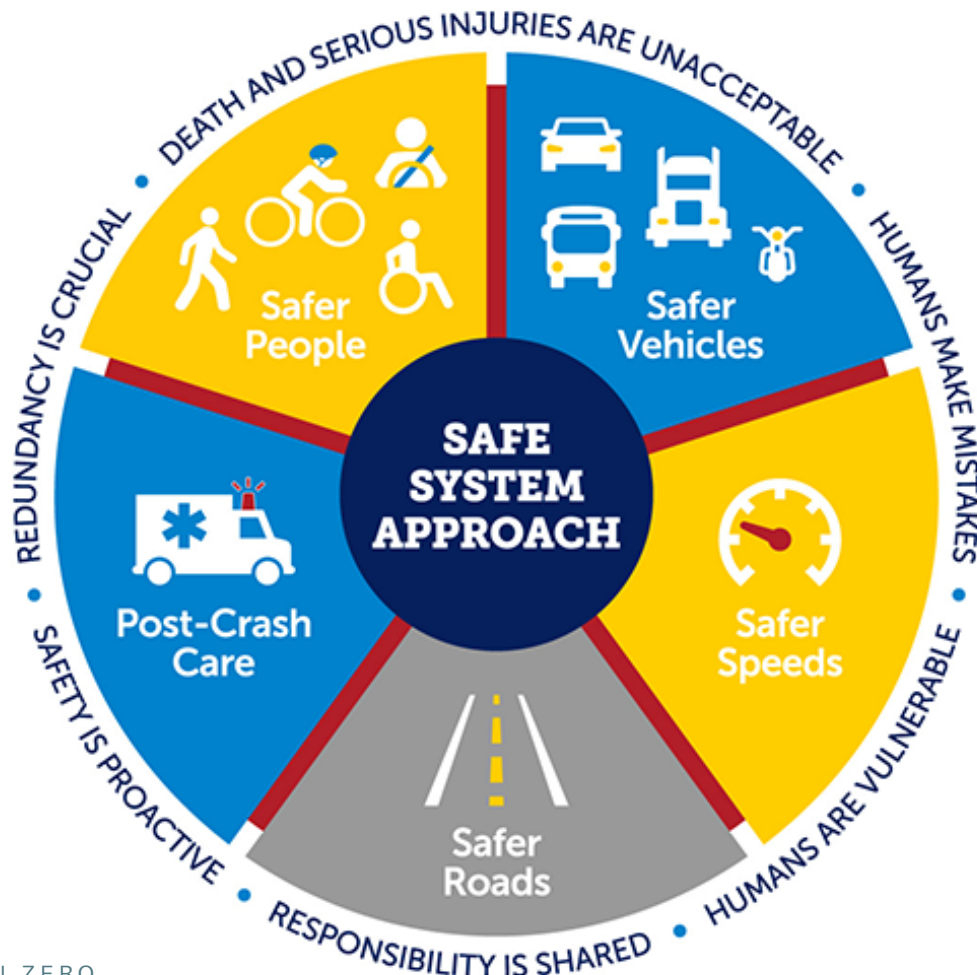 DEATH AND SERIOUS INJURIES ARE UNACCEPTABLE
HUMANS MAKE MISTAKES
HUMANS ARE VULNERABLE
RESPONSIBILITY IS SHARED
SAFETY IS PROACTIVE
REDUNDANCY IS CRUCIAL
Safer
People
Safer
Vehicles
SAFE
SYSTEM
APPROACH
Post-Crash
Care
Safer
Speeds
Safer
Roads
ZERO